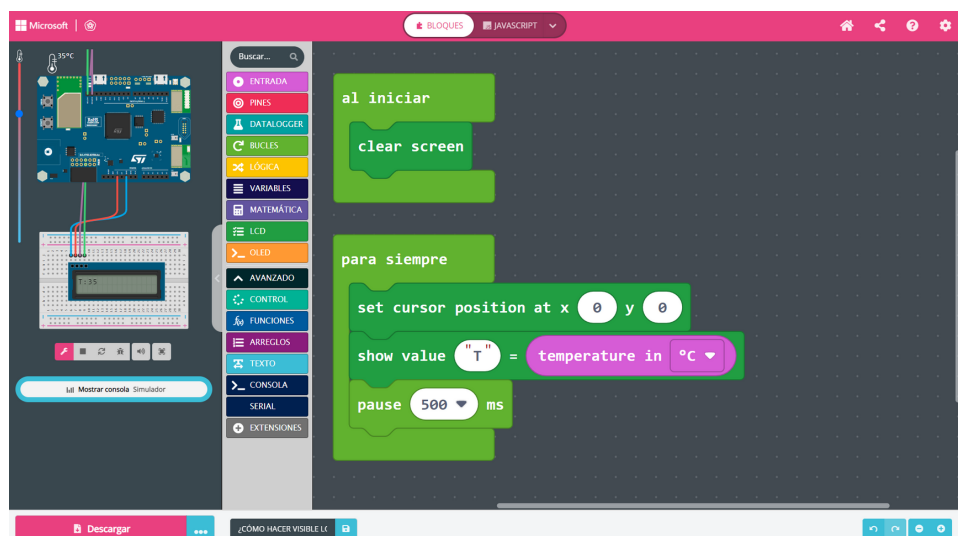 Microsoft
BLOQUES
JAVASCRIPT
35°C
ST
T:35
Mostrar consola Simulador
Buscar...
ENTRADA
PINES
DATALOGGER
BUCLES
LÓGICA
VARIABLES
MATEMÁTICA
LCD
OLED
AVANZADO
CONTROL
FUNCIONES
ARREGLOS
TEXTO
CONSOLA
SERIAL
EXTENSIONES
al iniciar
clear screen
para siempre
set cursor position at x 0 y 0
show value "T" = temperature in °C
pause 500 ms
Descargar
¿CÓMO HACER VISIBLE